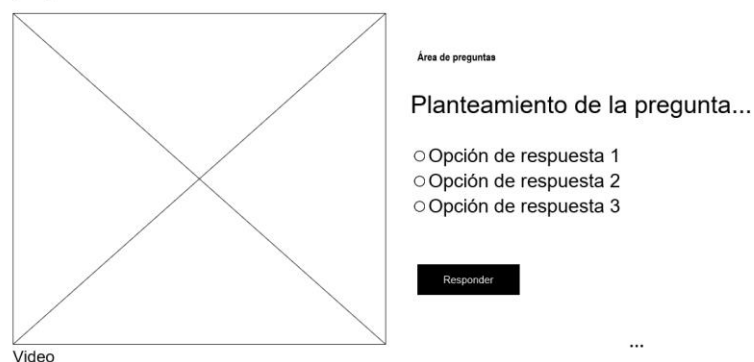 Área de preguntas
Planteamiento de la pregunta...
Opción de respuesta 1
Opción de respuesta 2
Opción de respuesta 3
Responder
...
Video